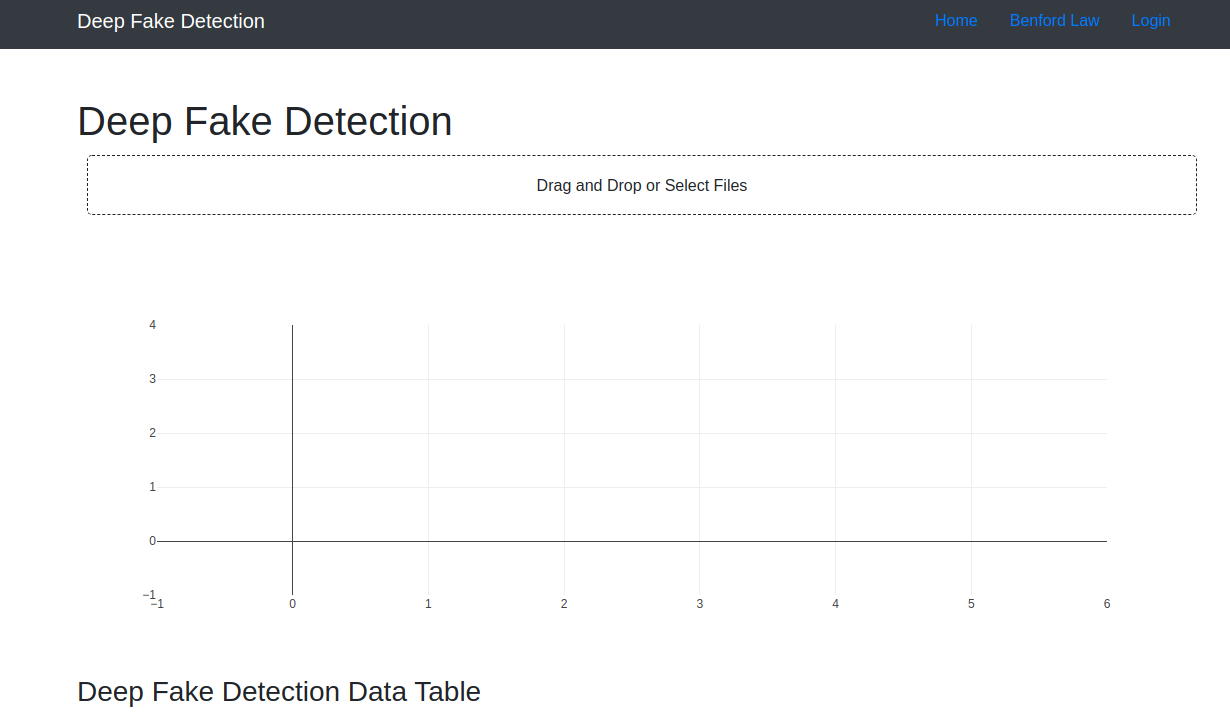 Deep Fake Detection Home Benford Law Login
Deep Fake Detection
Drag and Drop or Select Files
4
3
2
1
0
−1
−1 0 1 2 3 4 5 6
Deep Fake Detection Data Table